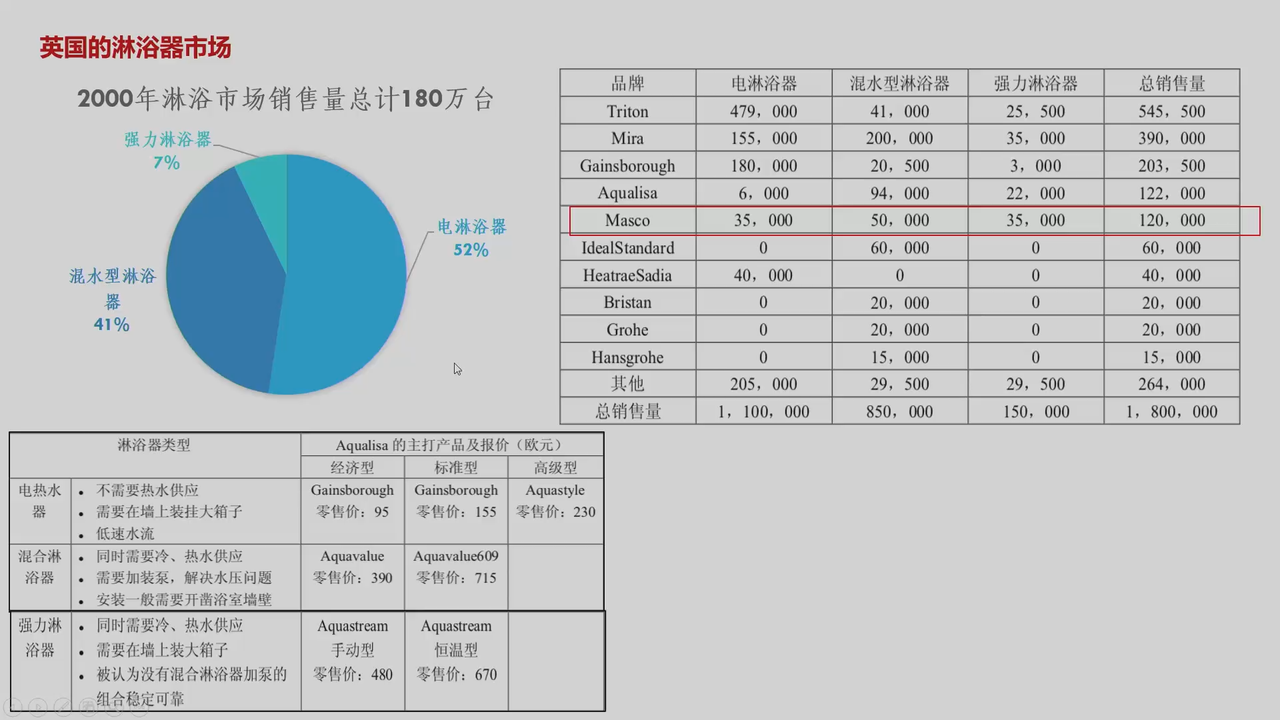 英国的淋浴器市场
2000年淋浴市场销售量总计180万台
强力淋浴器
7%
电淋浴器
52%
混水型淋浴
器
41%
品牌 电淋浴器 混水型淋浴器 强力淋浴器 总销售量
Triton 479，000 41，000 25，500 545，500
Mira 155，000 200，000 35，000 390，000
Gainsborough 180，000 20，500 3，000 203，500
Aqualisa 6，000 94，000 22，000 122，000
Masco 35，000 50，000 35，000 120，000
IdealStandard 0 60，000 0 60，000
HeatraeSadia 40，000 0 0 40，000
Bristan 0 20，000 0 20，000
Grohe 0 20，000 0 20，000
Hansgrohe 0 15，000 0 15，000
其他 205，000 29，500 29，500 264，000
总销售量 1，100，000 850，000 150，000 1，800，000
淋浴器类型 Aqualisa 的主打产品及报价（欧元）
经济型 标准型 高级型
电热水 • 不需要热水供应 Gainsborough Gainsborough Aquastyle
器 • 需要在墙上装挂大箱子 零售价：95 零售价：155 零售价：230
• 低速水流
混合淋 • 同时需要冷、热水供应 Aquavalue Aquavalue609
浴器 • 需要加装泵，解决水压问题 零售价：390 零售价：715
• 安装一般需要开凿浴室墙壁
强力淋 • 同时需要冷、热水供应 Aquastream Aquastream
浴器 • 需要在墙上装大箱子 手动型 恒温型
• 被认为没有混合淋浴器加泵的 零售价：480 零售价：670
组合稳定可靠